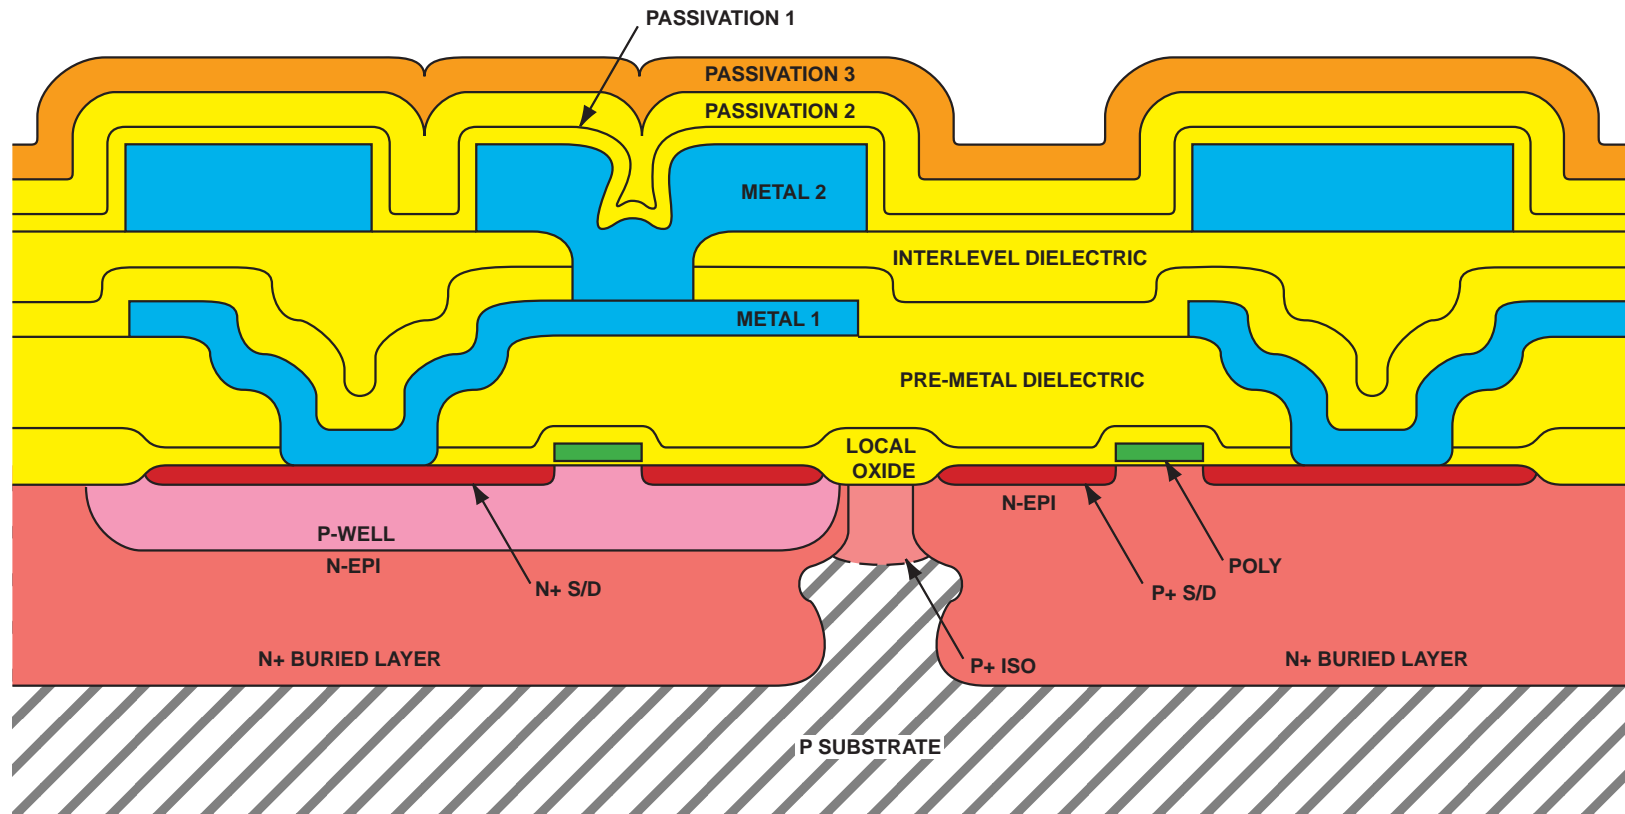 PASSIVATION 1
PASSIVATION 3
PASSIVATION 2
METAL 2
INTERLEVEL DIELECTRIC
METAL 1
PRE-METAL DIELECTRIC
LOCAL
OXIDE
N-EPI
P-WELL
N-EPI
POLY
N+ S/D
P+ S/D
N+ BURIED LAYER
P+ ISO
N+ BURIED LAYER
P SUBSTRATE